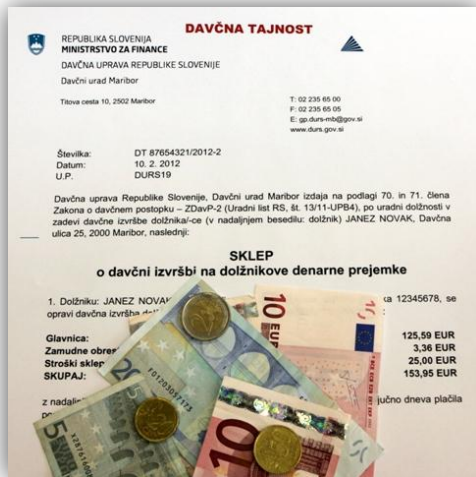 DAVČNA TAJNOST
REPUBLIKA SLOVENIJA
MINISTRSTVO ZA FINANCE
DAVČNA UPRAVA REPUBLIKE SLOVENIJE
Davčni urad Maribor
Titova cesta 10, 2502 Maribor
T: 02 235 65 00
F: 02 235 65 05
E: gp.durs-mb@gov.si
www.durs.gov.si
Številka: DT 87654321/2012-2
Datum: 10. 2. 2012
U.P. DURS19
Davčna uprava Republike Slovenije, Davčni urad Maribor izdaja na podlagi 70. in 71. člena
Zakona o davčnem postopku – ZDavP-2 (Uradni list RS, št. 13/11-UPB4), po uradni dolžnosti v
zadevi davčne izvršbe dolžnika/-ce (v nadaljnjem besedilu: dolžnik) JANEZ NOVAK, Davčna
ulica 25, 2000 Maribor, naslednji:
SKLEP
o davčni izvršbi na dolžnikove denarne prejemke
1. Dolžniku: JANEZ NOVAK 12345678, se
opravi davčna izvršba
Glavnica: 125,59 EUR
Zamudne 3,36 EUR
Stroški 25,00 EUR
SKUPAJ: 153,95 EUR
z dneva plačila
10 EURO
20
F01203057173
5
10